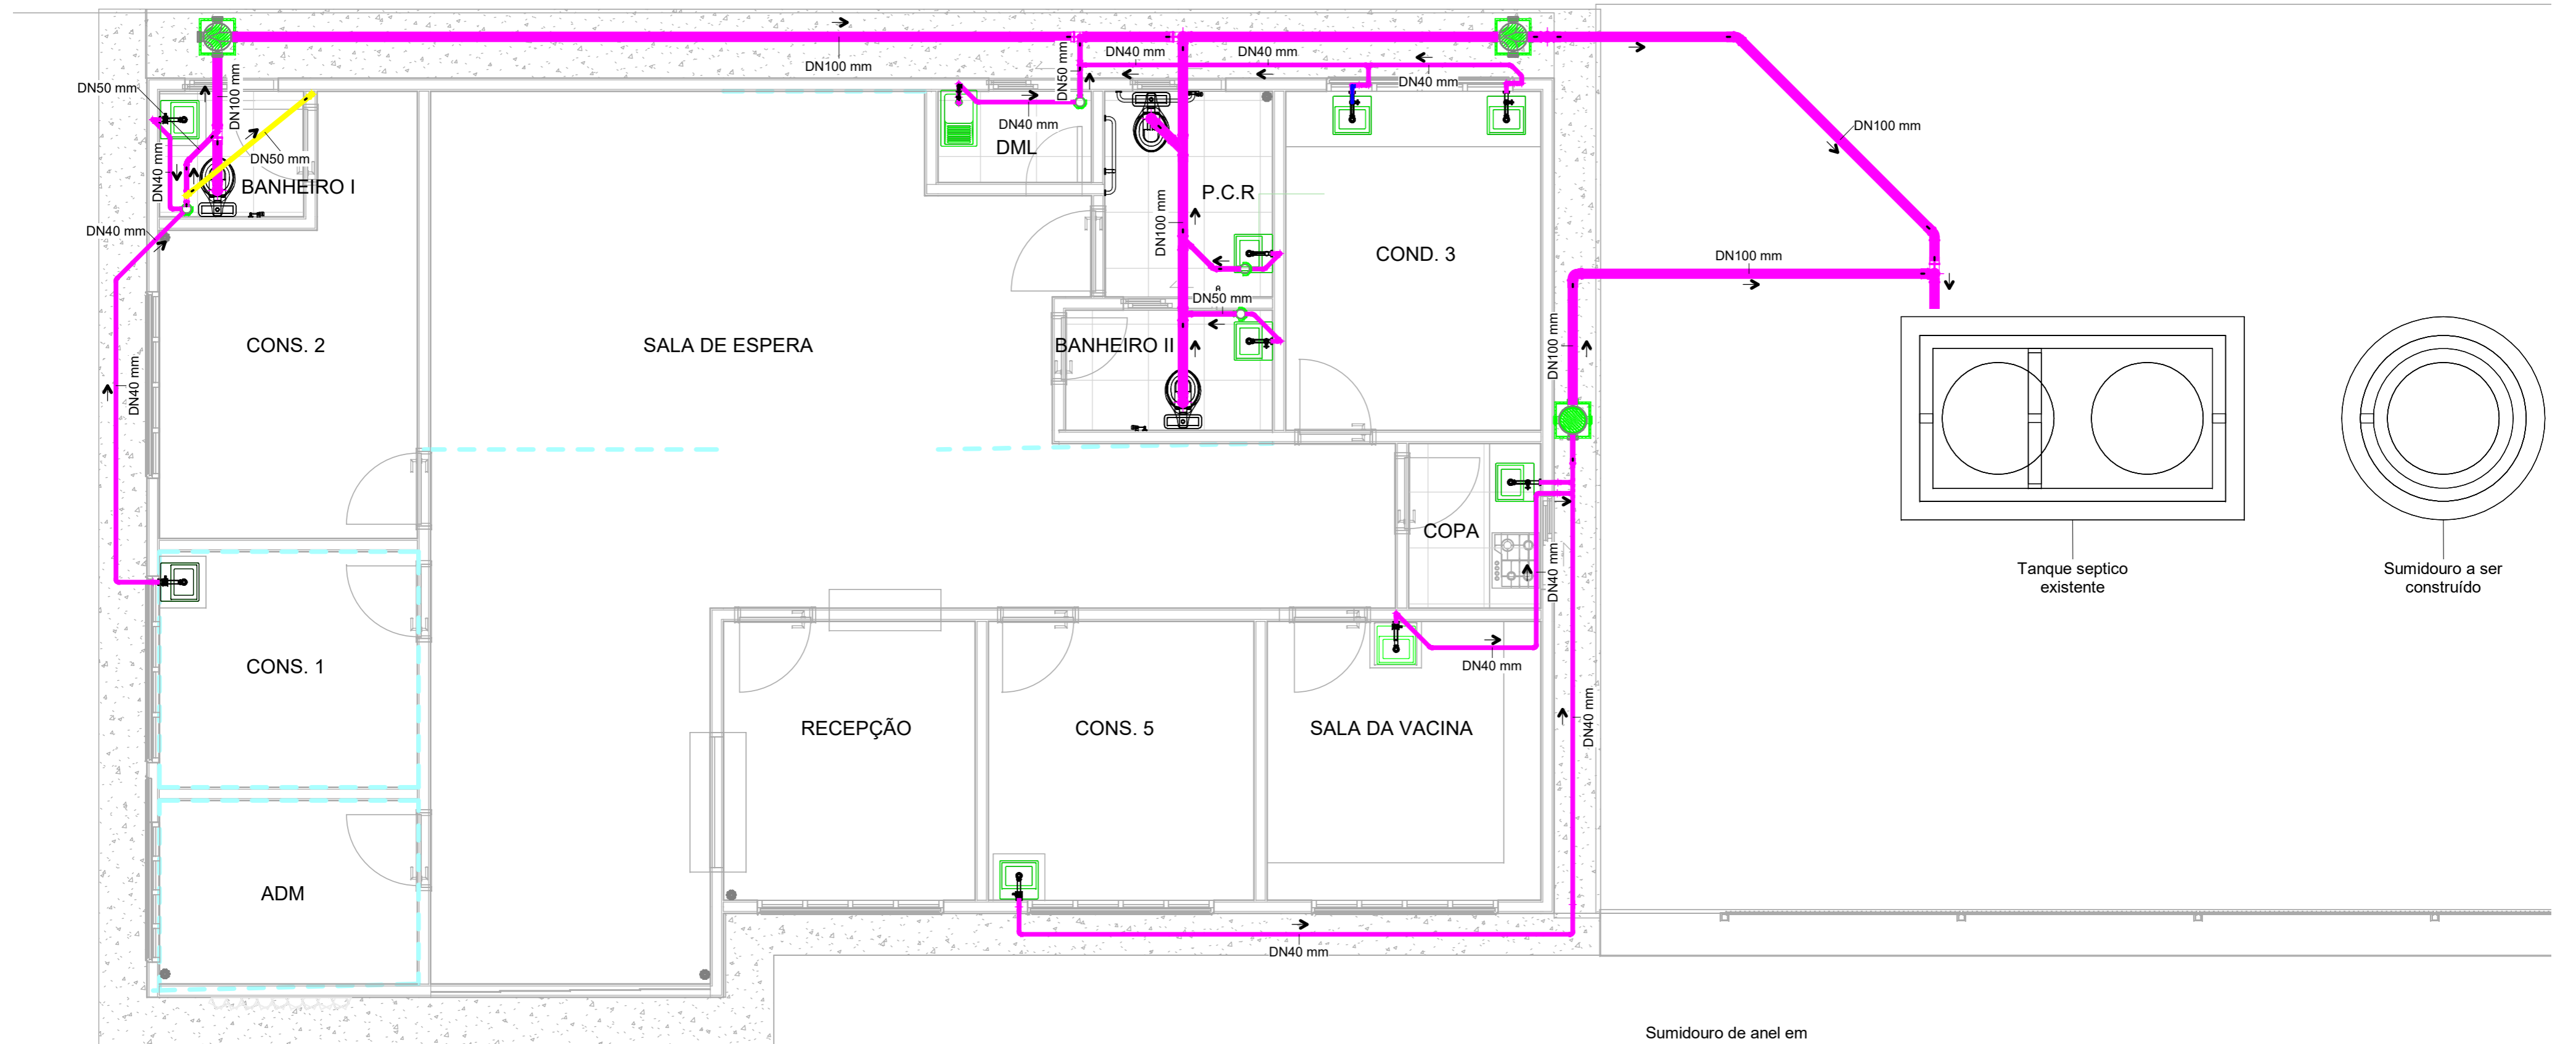 DN50 mm
DN40 mm
DN40 mm
DN100 mm
DN40 mm
DN50 mm
DN100 mm
DN40 mm
DML
DN100 mm
DN50 mm
DN40 mm
BANHEIRO I
P.C.R
DN100 mm
DN40 mm
COND. 3
DN100 mm
DN50 mm
CONS. 2
SALA DE ESPERA
BANHEIRO II
DN100 mm
DN40 mm
COPA
Tanque septico
existente
Sumidouro a ser
construído
DN40 mm
CONS. 1
DN40 mm
RECEPÇÃO
CONS. 5
SALA DA VACINA
DN40 mm
ADM
DN40 mm
Sumidouro de anel em